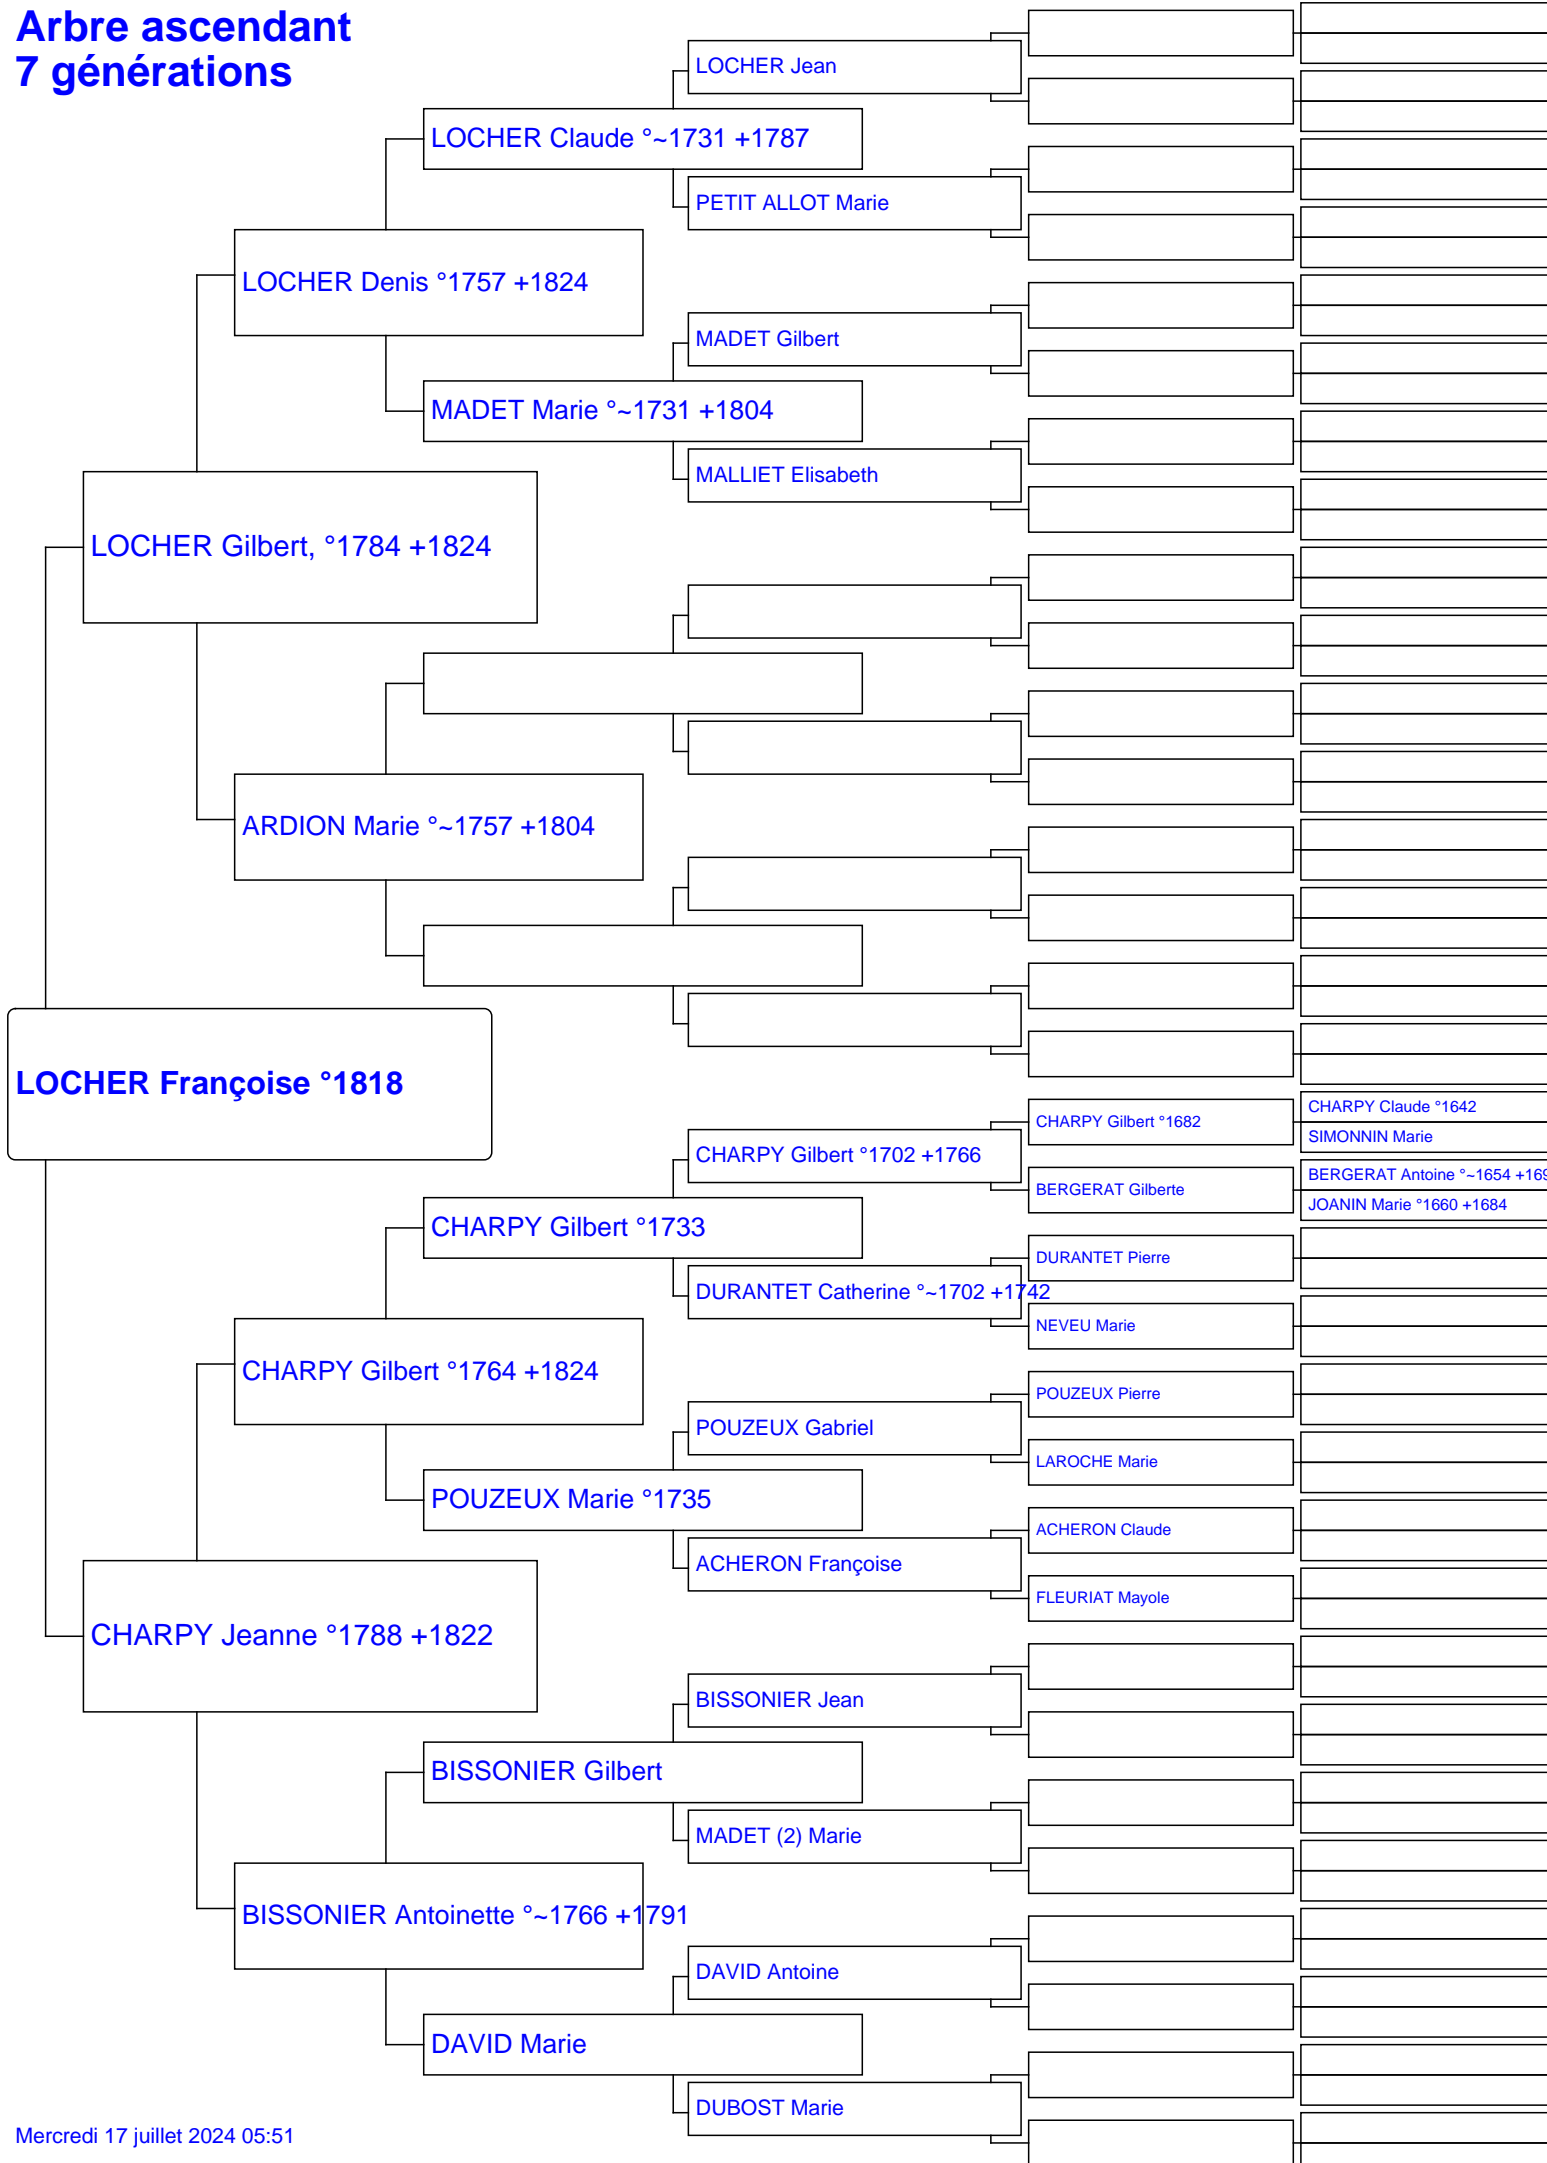 Arbre ascendant
7 générations
LOCHER Jean
LOCHER Claude °~1731 +1787
PETIT ALLOT Marie
LOCHER Denis °1757 +1824
MADET Gilbert
MADET Marie °~1731 +1804
MALLIET Elisabeth
LOCHER Gilbert, °1784 +1824
ARDION Marie °~1757 +1804
LOCHER Françoise °1818
CHARPY Claude °1642
CHARPY Gilbert °1682
SIMONNIN Marie
CHARPY Gilbert °1702 +1766
BERGERAT Antoine °~1654 +169
BERGERAT Gilberte
JOANIN Marie °1660 +1684
CHARPY Gilbert °1733
DURANTET Pierre
DURANTET Catherine °~1702 +1742
NEVEU Marie
CHARPY Gilbert °1764 +1824
POUZEUX Pierre
POUZEUX Gabriel
LAROCHE Marie
POUZEUX Marie °1735
ACHERON Claude
ACHERON Françoise
FLEURIAT Mayole
CHARPY Jeanne °1788 +1822
BISSONIER Jean
BISSONIER Gilbert
MADET (2) Marie
BISSONIER Antoinette °~1766 +1791
DAVID Antoine
DAVID Marie
DUBOST Marie
Mercredi 17 juillet 2024 05:51